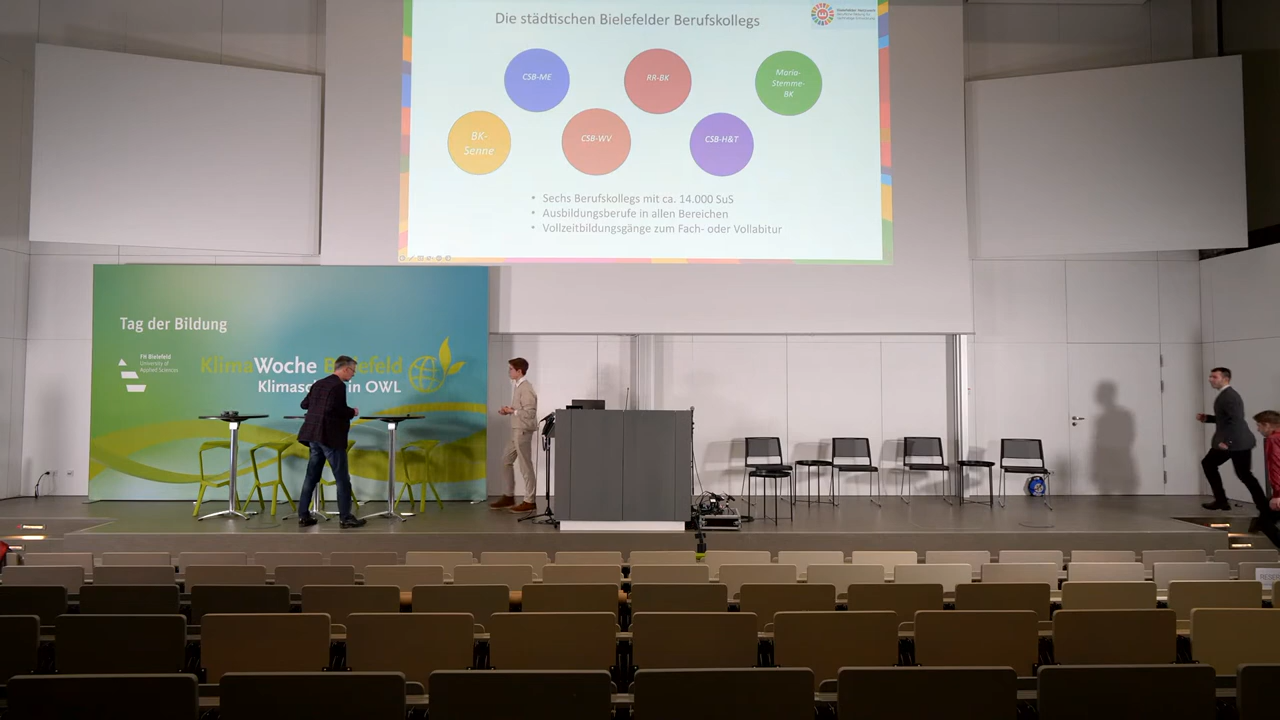 Die städtischen Bielefelder Berufskollegs
CSB-ME
RR-BK
Maria-
Stemme-
BK
BK-
Senne
CSB-WV
CSB-H&T
• Sechs Berufskollegs mit ca. 14.000 SuS
• Ausbildungsberufe in allen Bereichen
• Vollzeitbildungsgänge zum Fach- oder Vollabitur
Tag der Bildung
FH Bielefeld
University of
Applied Sciences
KlimaWoche Bielefeld
Klimasch in OWL